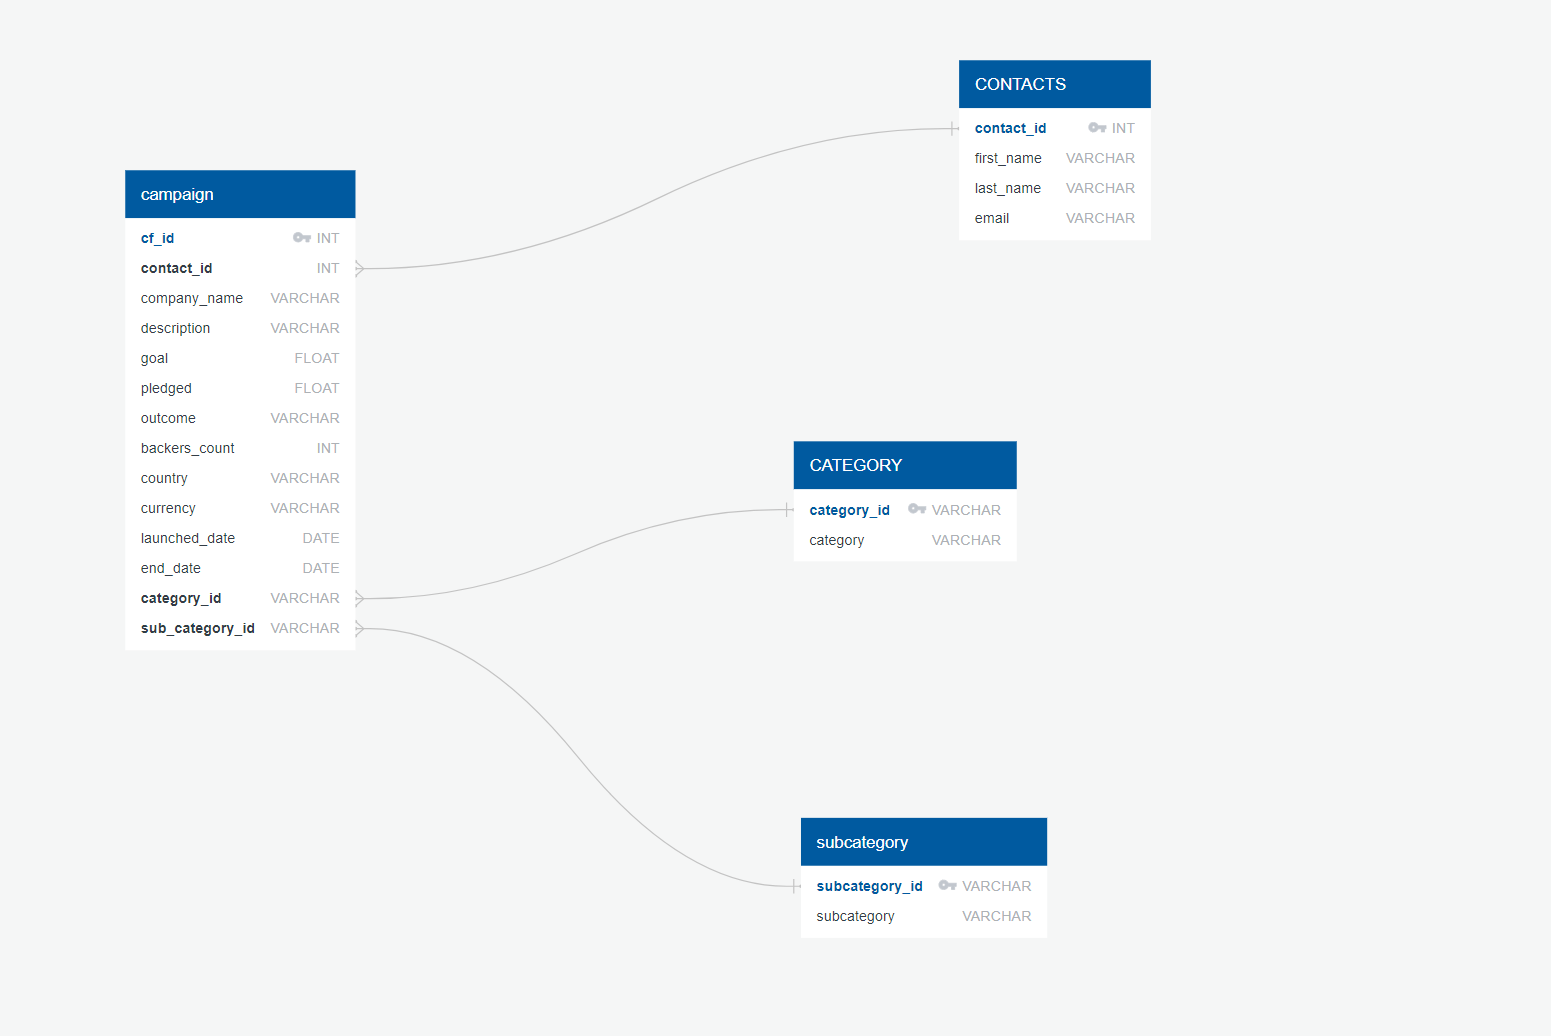 campaign
cf_id INT
contact_id INT
company_name VARCHAR
description VARCHAR
goal FLOAT
pledged FLOAT
outcome VARCHAR
backers_count INT
country VARCHAR
currency VARCHAR
launched_date DATE
end_date DATE
category_id VARCHAR
sub_category_id VARCHAR
CONTACTS
contact_id INT
first_name VARCHAR
last_name VARCHAR
email VARCHAR
CATEGORY
category_id VARCHAR
category VARCHAR
subcategory
subcategory_id VARCHAR
subcategory VARCHAR